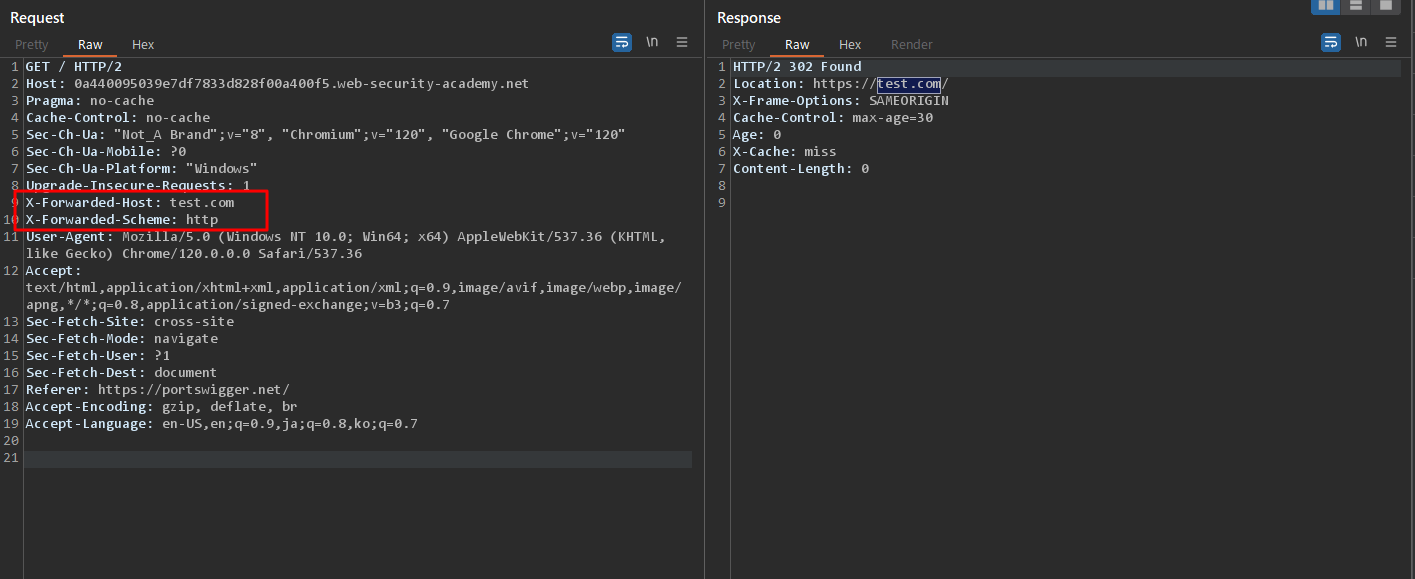 Request
Pretty Raw Hex
\n
1 GET / HTTP/2
2 Host: 0a440095039e7df7833d828f00a400f5.web-security-academy.net
3 Pragma: no-cache
4 Cache-Control: no-cache
5 Sec-Ch-Ua: "Not_A Brand";v="8", "Chromium";v="120", "Google Chrome";v="120"
6 Sec-Ch-Ua-Mobile: ?0
7 Sec-Ch-Ua-Platform: "Windows"
8 Upgrade-Insecure-Requests: 1
9 X-Forwarded-Host: test.com
10 X-Forwarded-Scheme: http
11 User-Agent: Mozilla/5.0 (Windows NT 10.0; Win64; x64) AppleWebKit/537.36 (KHTML,
like Gecko) Chrome/120.0.0.0 Safari/537.36
12 Accept:
text/html,application/xhtml+xml,application/xml;q=0.9,image/avif,image/webp,image/
apng,*/*;q=0.8,application/signed-exchange;v=b3;q=0.7
13 Sec-Fetch-Site: cross-site
14 Sec-Fetch-Mode: navigate
15 Sec-Fetch-User: ?1
16 Sec-Fetch-Dest: document
17 Referer: https://portswigger.net/
18 Accept-Encoding: gzip, deflate, br
19 Accept-Language: en-US,en;q=0.9,ja;q=0.8,ko;q=0.7
20
21
Response
Pretty Raw Hex Render
\n
1 HTTP/2 302 Found
2 Location: https://test.com/
3 X-Frame-Options: SAMEORIGIN
4 Cache-Control: max-age=30
5 Age: 0
6 X-Cache: miss
7 Content-Length: 0
8
9